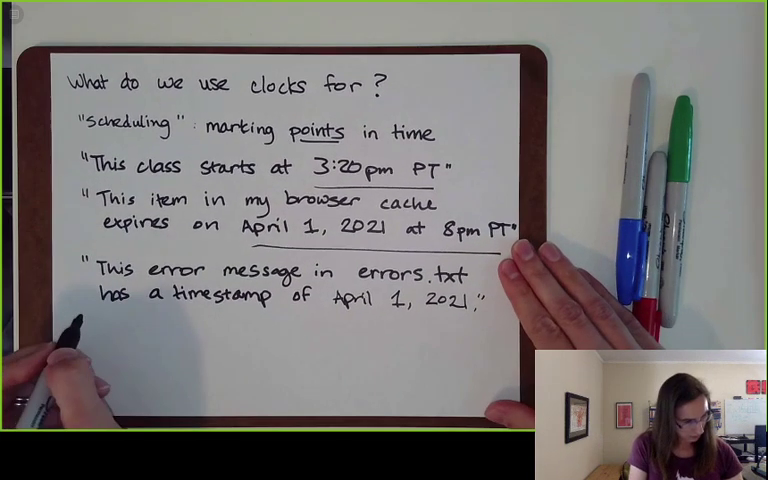 What do we use clocks for?
"scheduling": marking points in time
"This class starts at 3:20pm PT"
"This item in my browser cache
expires on April 1, 2021 at 8pm PT"
"This error message in errors.txt
has a timestamp of April 1, 2021."